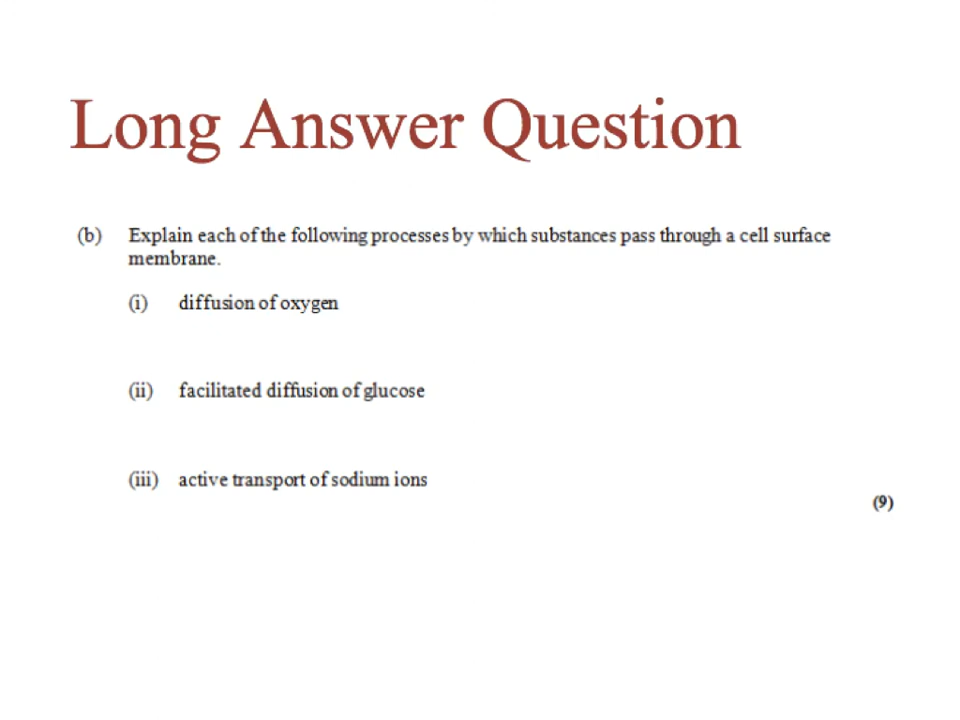 Long Answer Question
(b) Explain each of the following processes by which substances pass through a cell surface
membrane.
(i) diffusion of oxygen
(ii) facilitated diffusion of glucose
(iii) active transport of sodium ions
(9)